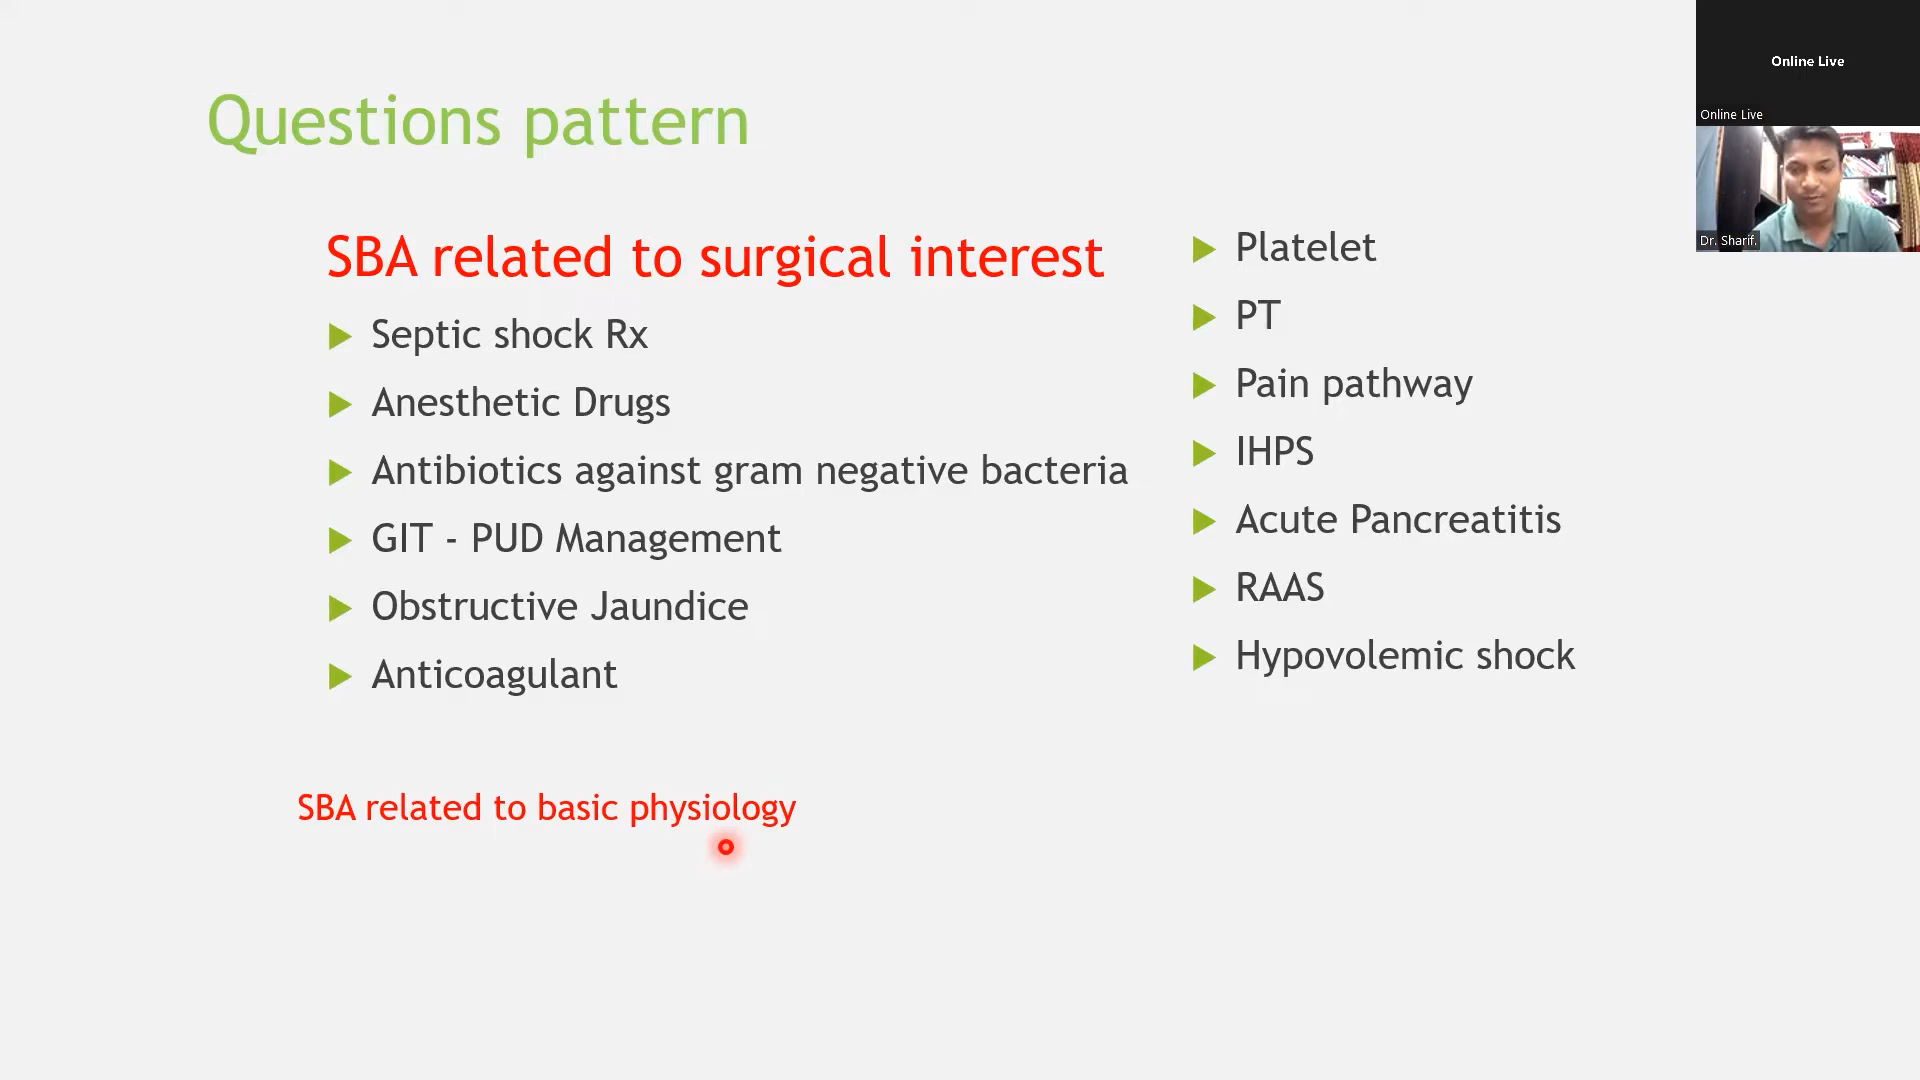 Questions pattern
SBA related to surgical interest
Septic shock Rx
Anesthetic Drugs
Antibiotics against gram negative bacteria
GIT - PUD Management
Obstructive Jaundice
Anticoagulant
Platelet
PT
Pain pathway
IHPS
Acute Pancreatitis
RAAS
Hypovolemic shock
SBA related to basic physiology
Online Live
Online Live
Dr. Sharif.